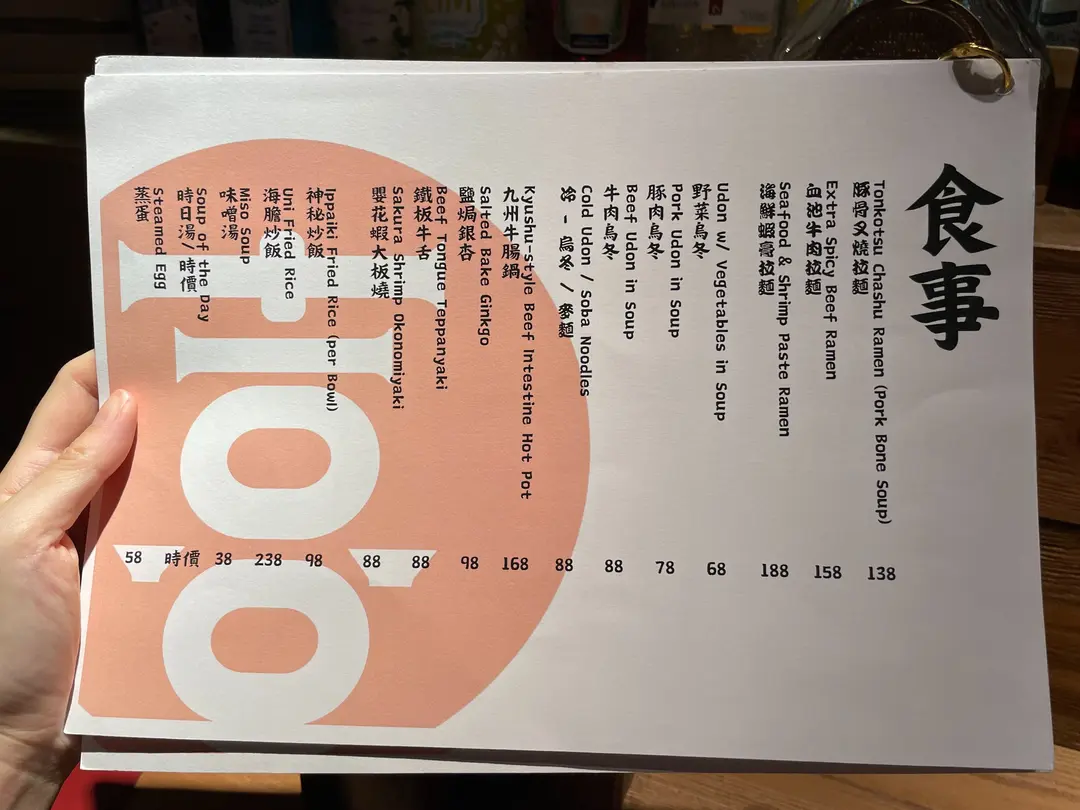 食事
Tonkotsu Chashu Ramen (Pork Bone Soup)
豚骨叉燒拉麵
138
Extra Spicy Beef Ramen
牛肉拉麵
158
Seafood & Shrimp Paste Ramen
海鮮蝦膏拉麵
188
Udon w/ Vegetables in Soup
野菜烏冬
68
Pork Udon in Soup
豚肉烏冬
78
Beef Udon in Soup
牛肉烏冬
88
Cold Udon / Soba Noodles
冷 - 烏冬 / 麥麵
88
Kyushu-style Beef Intestine Hot Pot
九州牛腸鍋
168
Salted Bake Ginkgo
鹽焗銀杏
98
Beef Tongue Teppanyaki
鐵板牛舌
88
Sakura Shrimp Okonomiyaki
櫻花蝦大板燒
88
Ippaiki Fried Rice (per Bowl)
神秘炒飯
98
Uni Fried Rice
海膽炒飯
238
Miso Soup
味噌湯
38
Soup of the Day
時日湯/時價
時價
Steamed Egg
蒸蛋
58